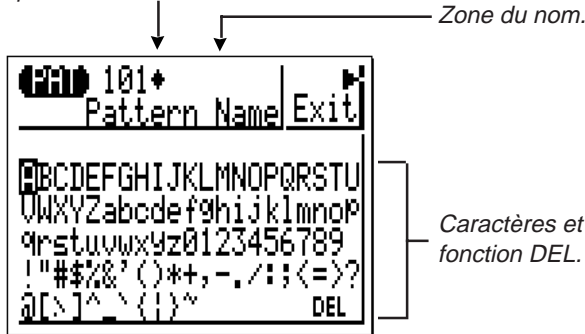 Zone du nom.
PAT 101♦
Pattern Name Exit
ABCDEFGHIJKLMNOPQRSTU
VWXYZabcdefghijklmnop
qrstuvwxyz0123456789
!"#$%&'()*+,-./:;<=>?
@[\]^_`{|}~ DEL
Caractères et
fonction DEL.